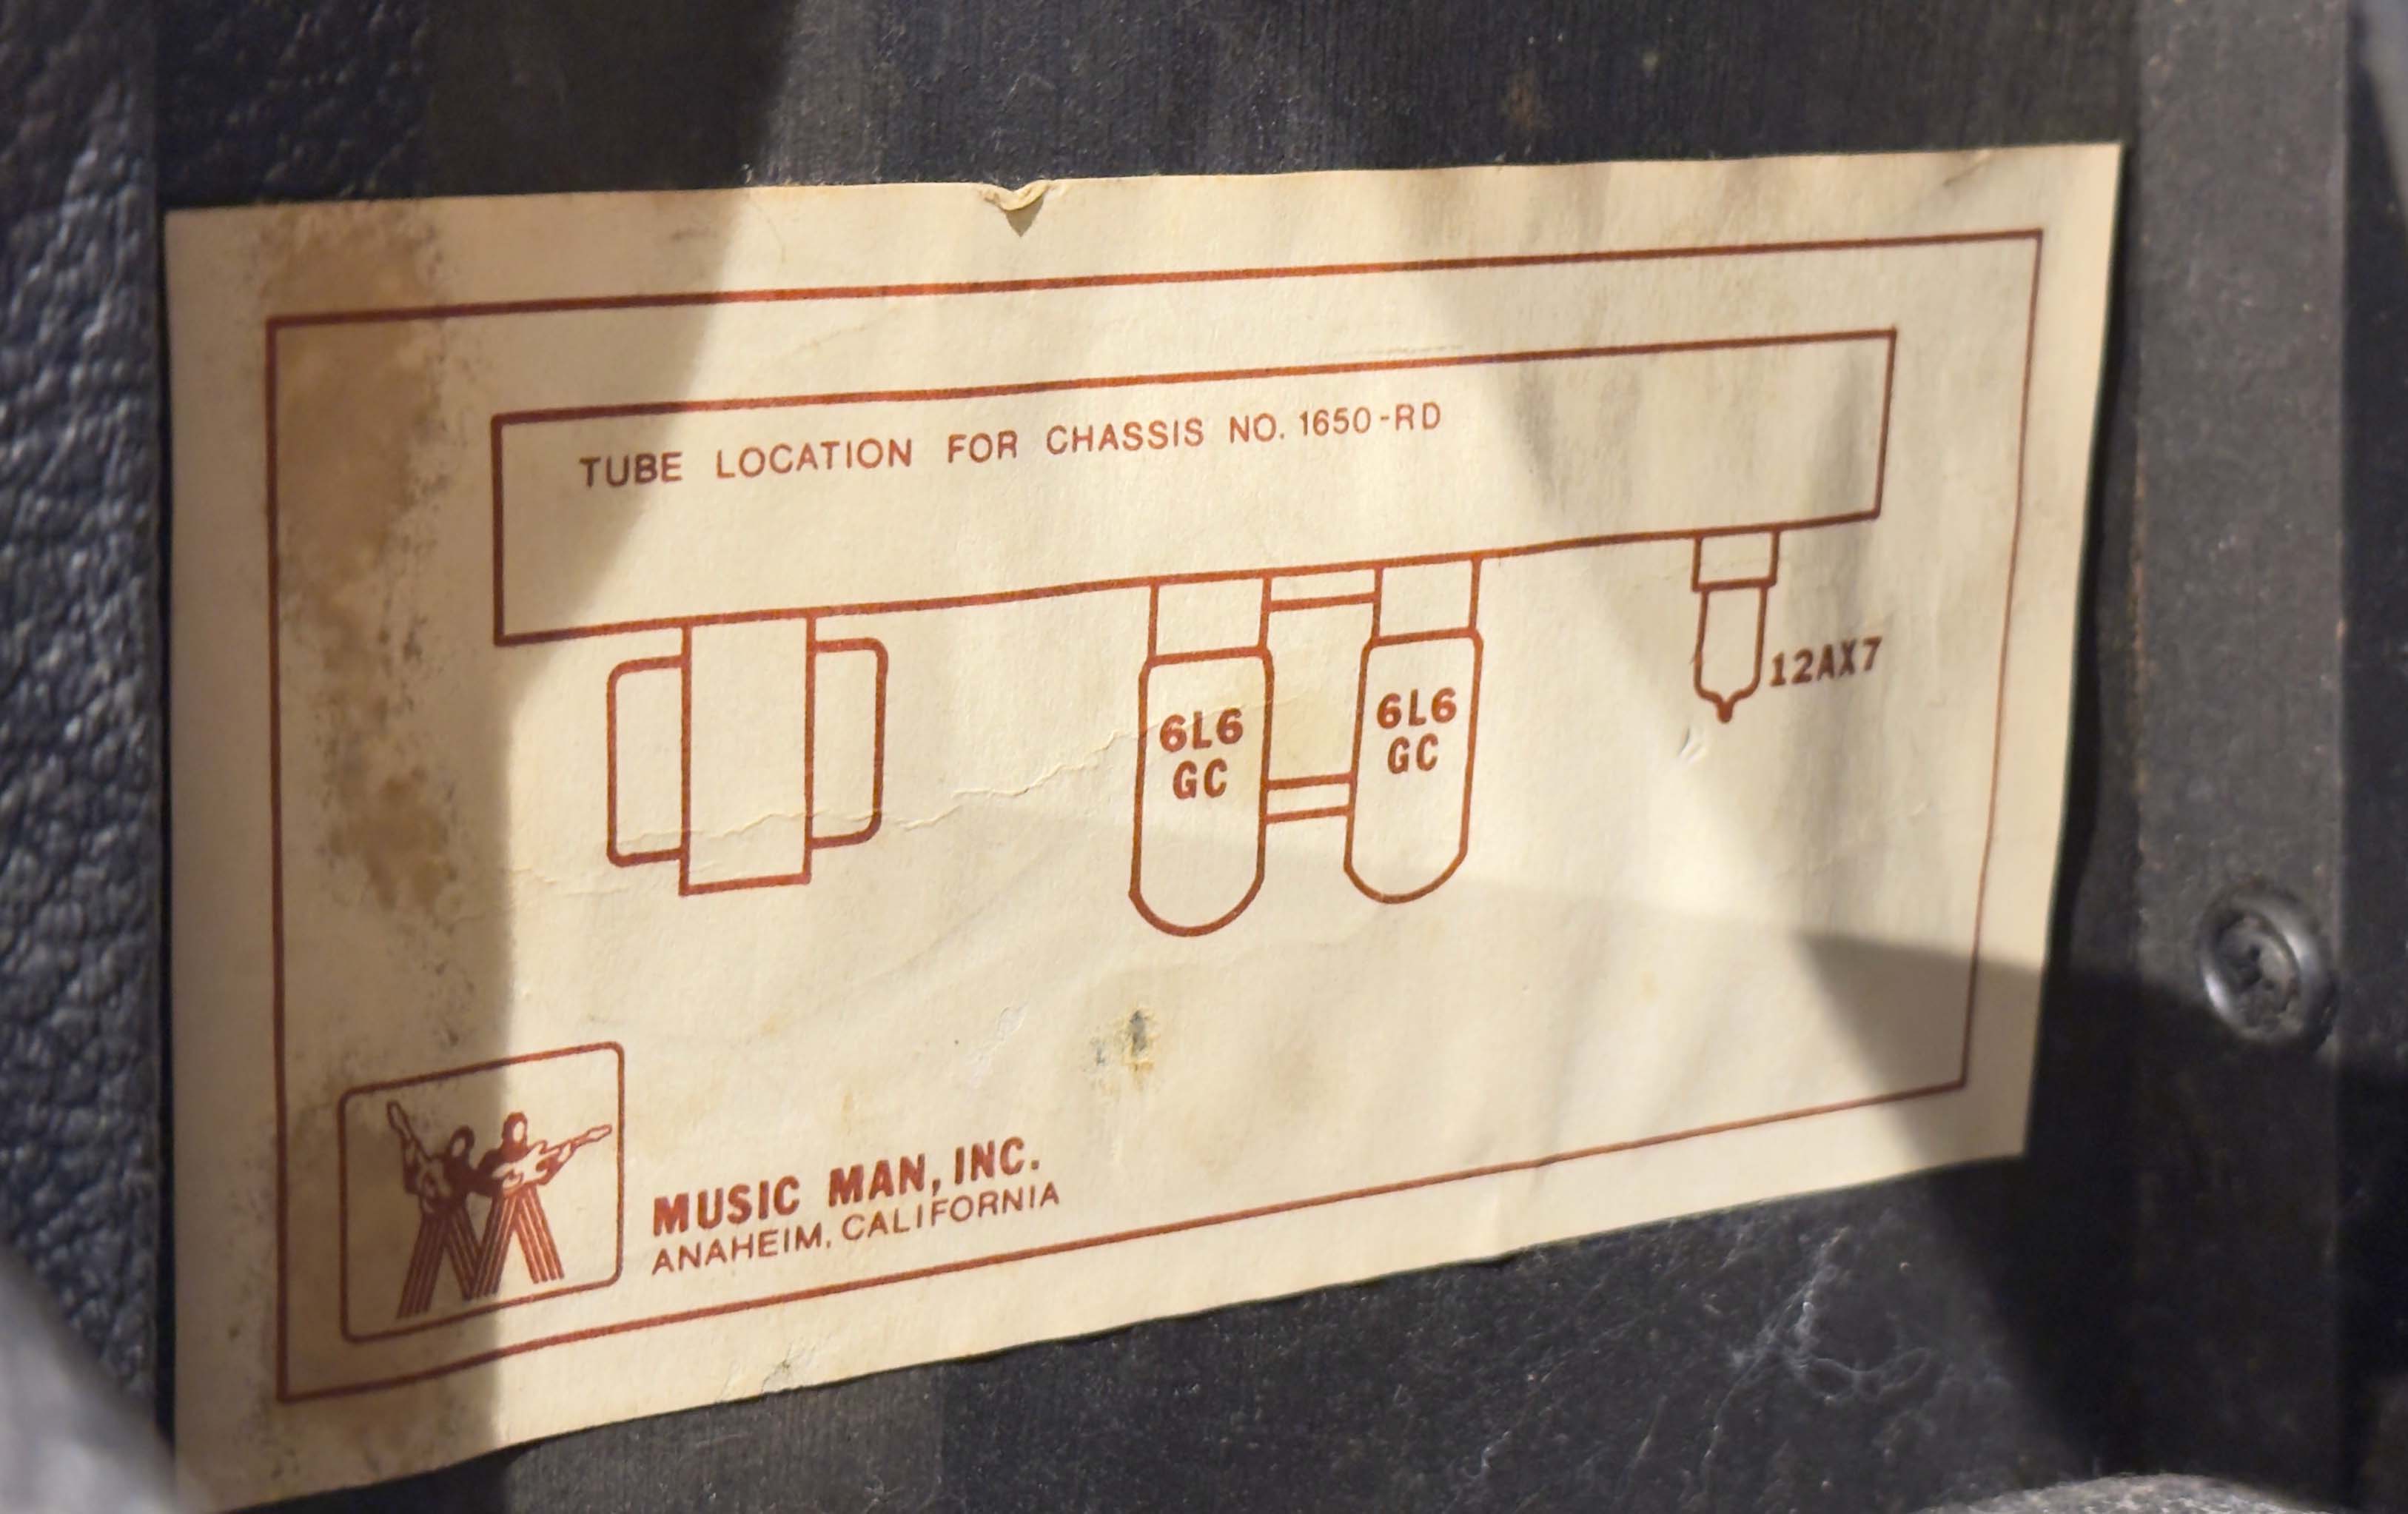 TUBE LOCATION FOR CHASSIS NO. 1650-RD
6L6
GC
6L6
GC
12AX7
MUSIC MAN, INC.
ANAHEIM, CALIFORNIA